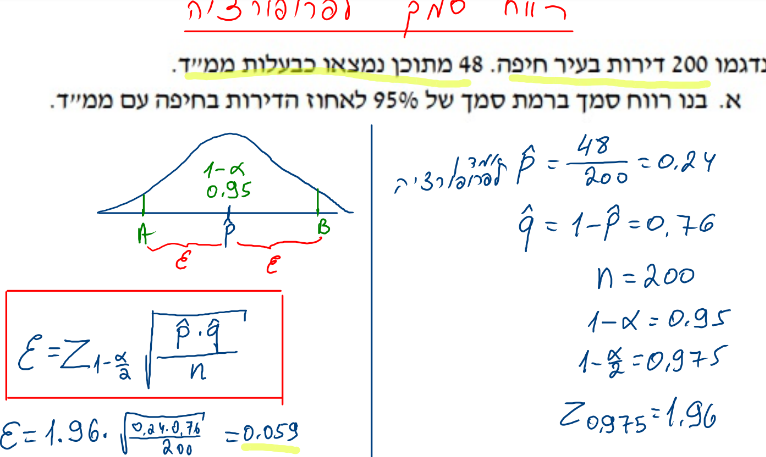 רווח סמך לפרופורציה
נדגמו 200 דירות בעיר חיפה. 48 מתוכן נמצאו כבעלות ממ״ד.
א. בנו רווח סמך ברמת סמך של 95% לאחוז הדירות בחיפה עם ממ״ד.
אומד לפרופורציה p̂ = 48/200 = 0.24
q̂ = 1-p̂ = 0.76
n = 200
1-α = 0.95
1-α/2 = 0.975
Z0.975 = 1.96
1-α
0.95
A p̂ B
ε ε
ε = Z1-α/2 √(p̂·q̂/n)
ε = 1.96·√(0.24·0.76/200) = 0.059